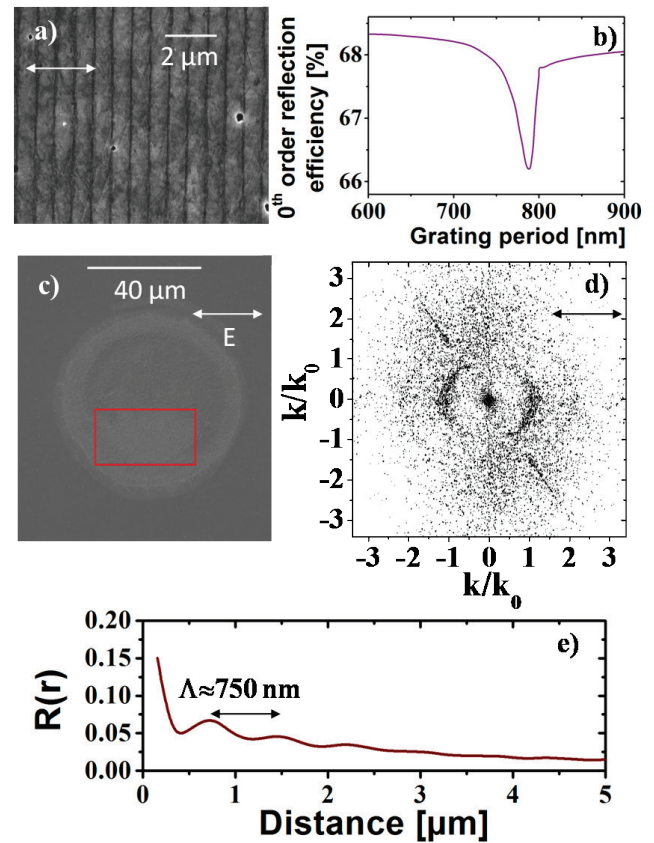 a)
2 µm
b)
0th order reflection
efficiency [%]
68
67
66
600 700 800 900
Grating period [nm]
c)
40 µm
E
d)
k/k0
3
2
1
0
-1
-2
-3
-3 -2 -1 0 1 2 3
k/k0
e)
R(r)
0.20
0.15
0.10
0.05
0.00
Λ≈750 nm
0 1 2 3 4 5
Distance [µm]